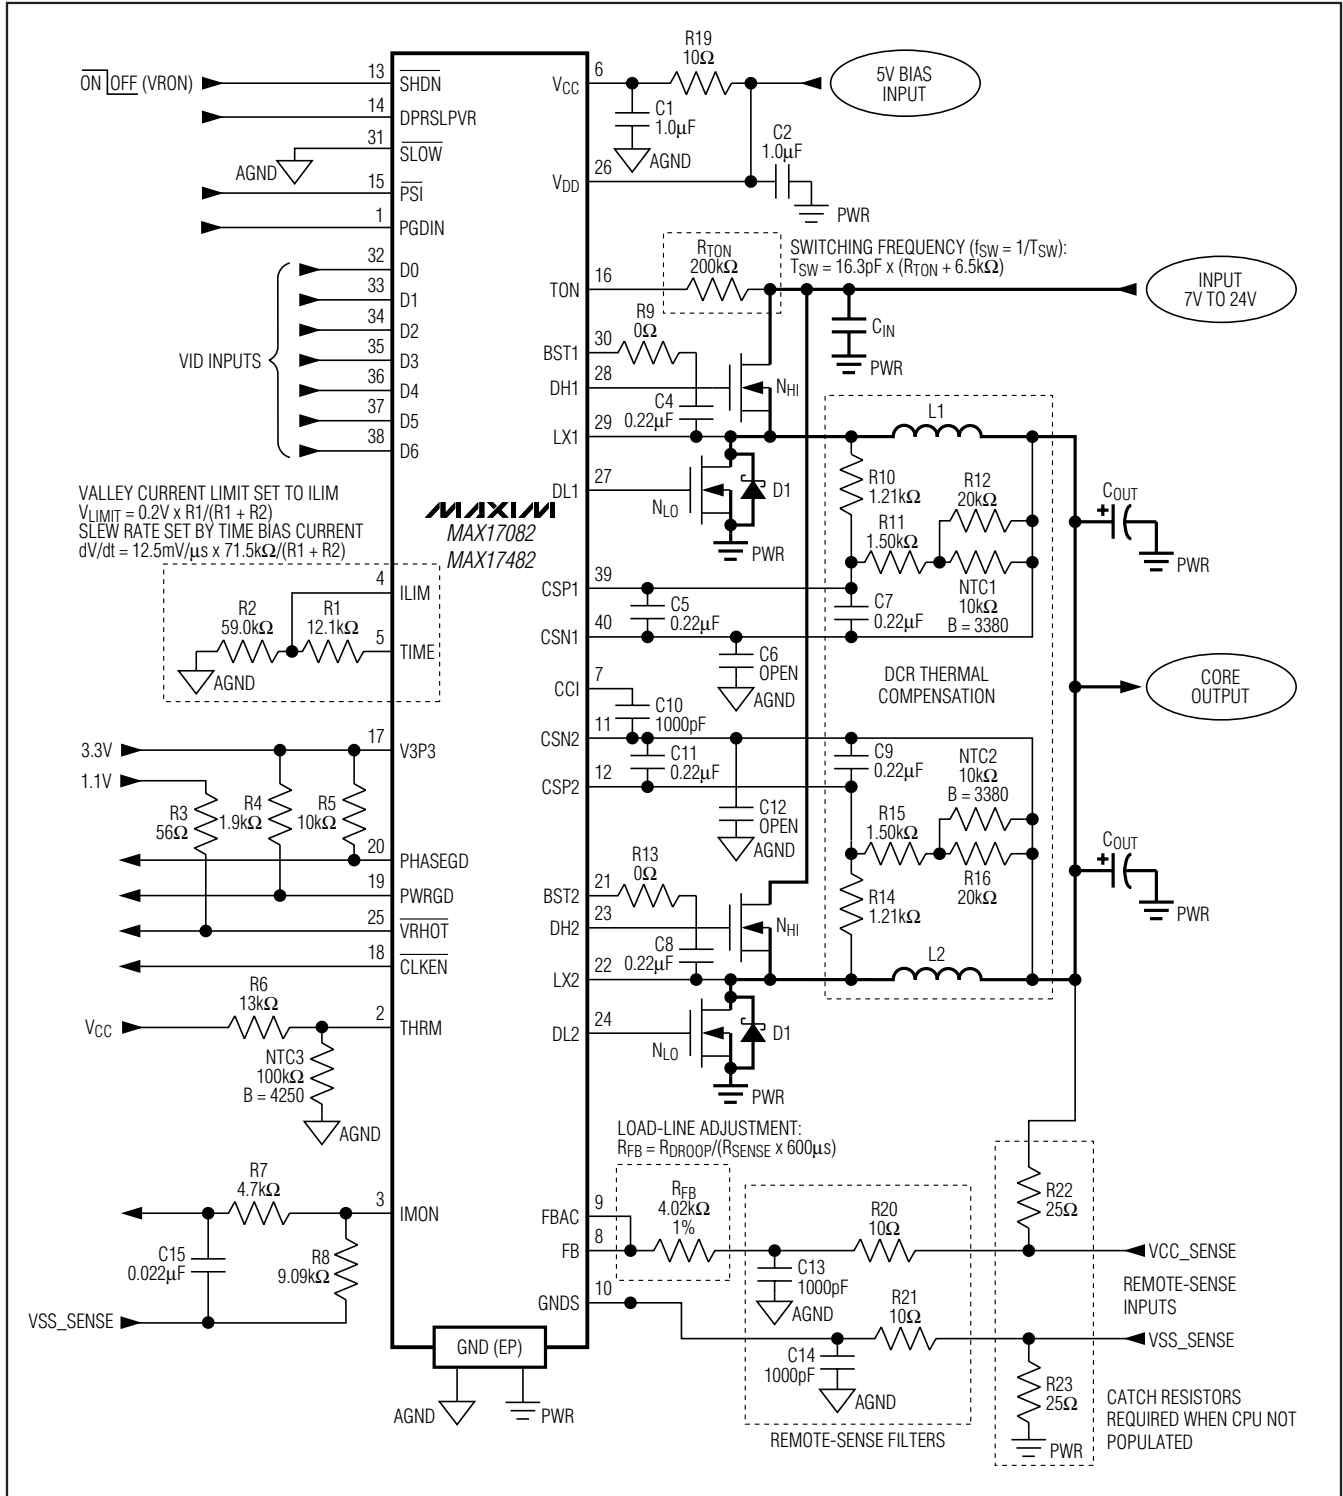 ON OFF (VRON)
13
SHDN
14
DPRSLPVR
31
SLOW
AGND
15
PSI
1
PGDIN
32
D0
33
D1
34
D2
35
D3
36
D4
37
D5
38
D6
VID INPUTS
VALLEY CURRENT LIMIT SET TO ILIM
VLIMIT = 0.2V x R1/(R1 + R2)
SLEW RATE SET BY TIME BIAS CURRENT
dV/dt = 12.5mV/μs x 71.5kΩ/(R1 + R2)
4
ILIM
R2
59.0kΩ
R1
12.1kΩ
5
TIME
AGND
3.3V
17
V3P3
1.1V
R3
56Ω
R4
1.9kΩ
R5
10kΩ
20
PHASEGD
19
PWRGD
25
VRHOT
18
CLKEN
VCC
R6
13kΩ
2
THRM
NTC3
100kΩ
B = 4250
AGND
R7
4.7kΩ
3
IMON
C15
0.022μF
R8
9.09kΩ
VSS_SENSE
GND (EP)
AGND
PWR
MAXIM
MAX17082
MAX17482
VCC
6
R19
10Ω
5V BIAS
INPUT
C1
1.0μF
AGND
C2
1.0μF
VDD
26
PWR
RTON
200kΩ
SWITCHING FREQUENCY (fSW = 1/TSW):
TSW = 16.3pF x (RTON + 6.5kΩ)
TON
16
INPUT
7V TO 24V
CIN
PWR
R9
0Ω
BST1
30
DH1
28
NHI
C4
0.22μF
LX1
29
L1
DL1
27
NLO
D1
PWR
R10
1.21kΩ
R12
20kΩ
R11
1.50kΩ
NTC1
10kΩ
B = 3380
COUT
PWR
CSP1
39
C5
0.22μF
C7
0.22μF
CSN1
40
C6
OPEN
AGND
DCR THERMAL
COMPENSATION
CORE
OUTPUT
CCI
7
C10
1000pF
CSN2
11
C11
0.22μF
C9
0.22μF
NTC2
10kΩ
B = 3380
CSP2
12
C12
OPEN
AGND
R15
1.50kΩ
R16
20kΩ
R14
1.21kΩ
COUT
PWR
R13
0Ω
BST2
21
DH2
23
NHI
C8
0.22μF
LX2
22
L2
DL2
24
NLO
D1
PWR
LOAD-LINE ADJUSTMENT:
RFB = RDROOP/(RSENSE x 600μs)
RFB
4.02kΩ
1%
FBAC
9
FB
8
GNDS
10
R20
10Ω
C13
1000pF
AGND
R21
10Ω
C14
1000pF
AGND
REMOTE-SENSE FILTERS
R22
25Ω
VCC_SENSE
REMOTE-SENSE
INPUTS
VSS_SENSE
R23
25Ω
PWR
CATCH RESISTORS
REQUIRED WHEN CPU NOT
POPULATED